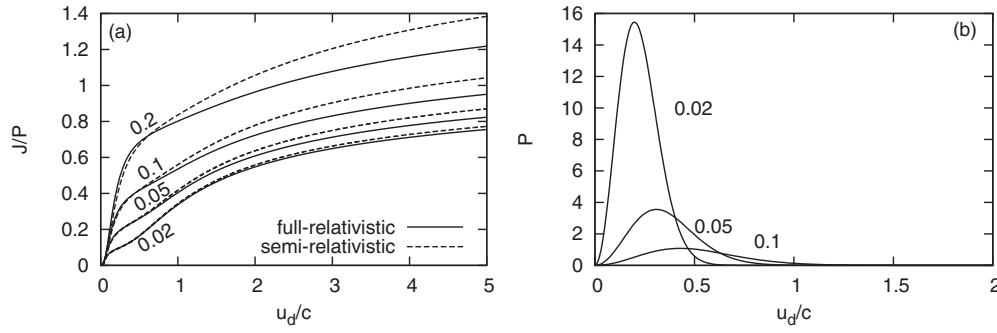 (a)
J/P
1.4
1.2
1
0.8
0.6
0.4
0.2
0
0.2
0.1
0.05
0.02
full-relativistic
semi-relativistic
0 1 2 3 4 5
u_d/c
(b)
P
16
14
12
10
8
6
4
2
0
0.02
0.05
0.1
0 0.5 1 1.5 2
u_d/c